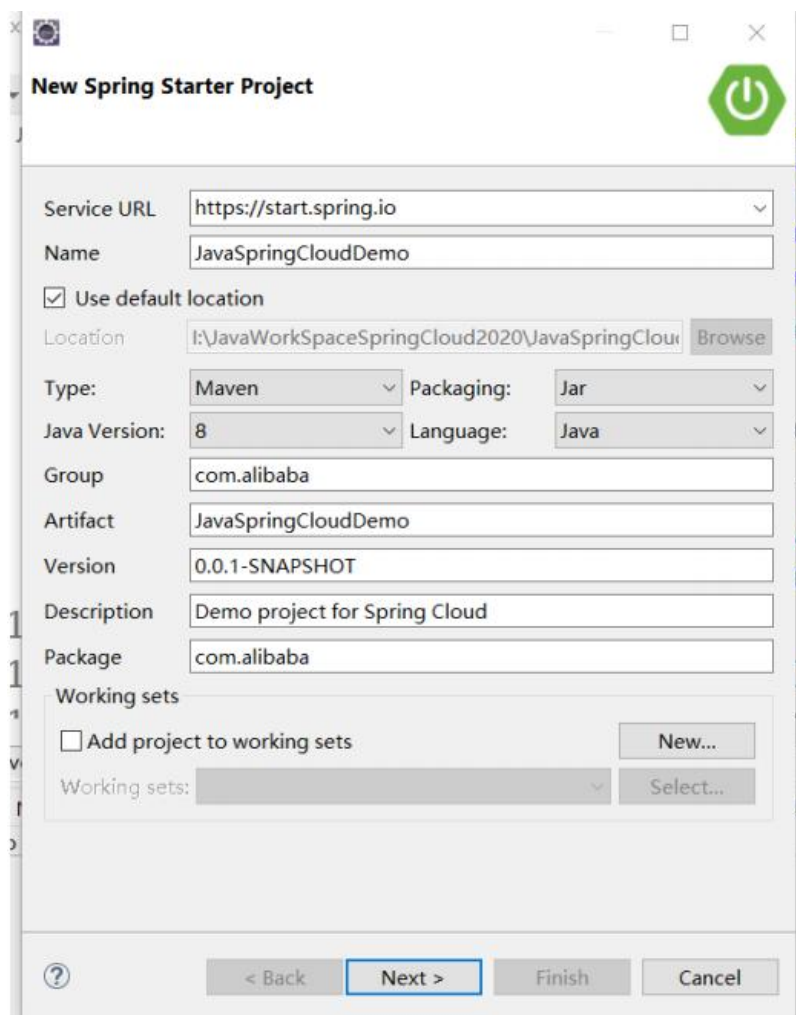 New Spring Starter Project
Service URL https://start.spring.io
Name JavaSpringCloudDemo
Use default location
Location I:\JavaWorkSpaceSpringCloud2020\JavaSpringClou Browse
Type: Maven Packaging: Jar
Java Version: 8 Language: Java
Group com.alibaba
Artifact JavaSpringCloudDemo
Version 0.0.1-SNAPSHOT
Description Demo project for Spring Cloud
Package com.alibaba
Working sets
Add project to working sets New...
Working sets: Select...
< Back Next > Finish Cancel